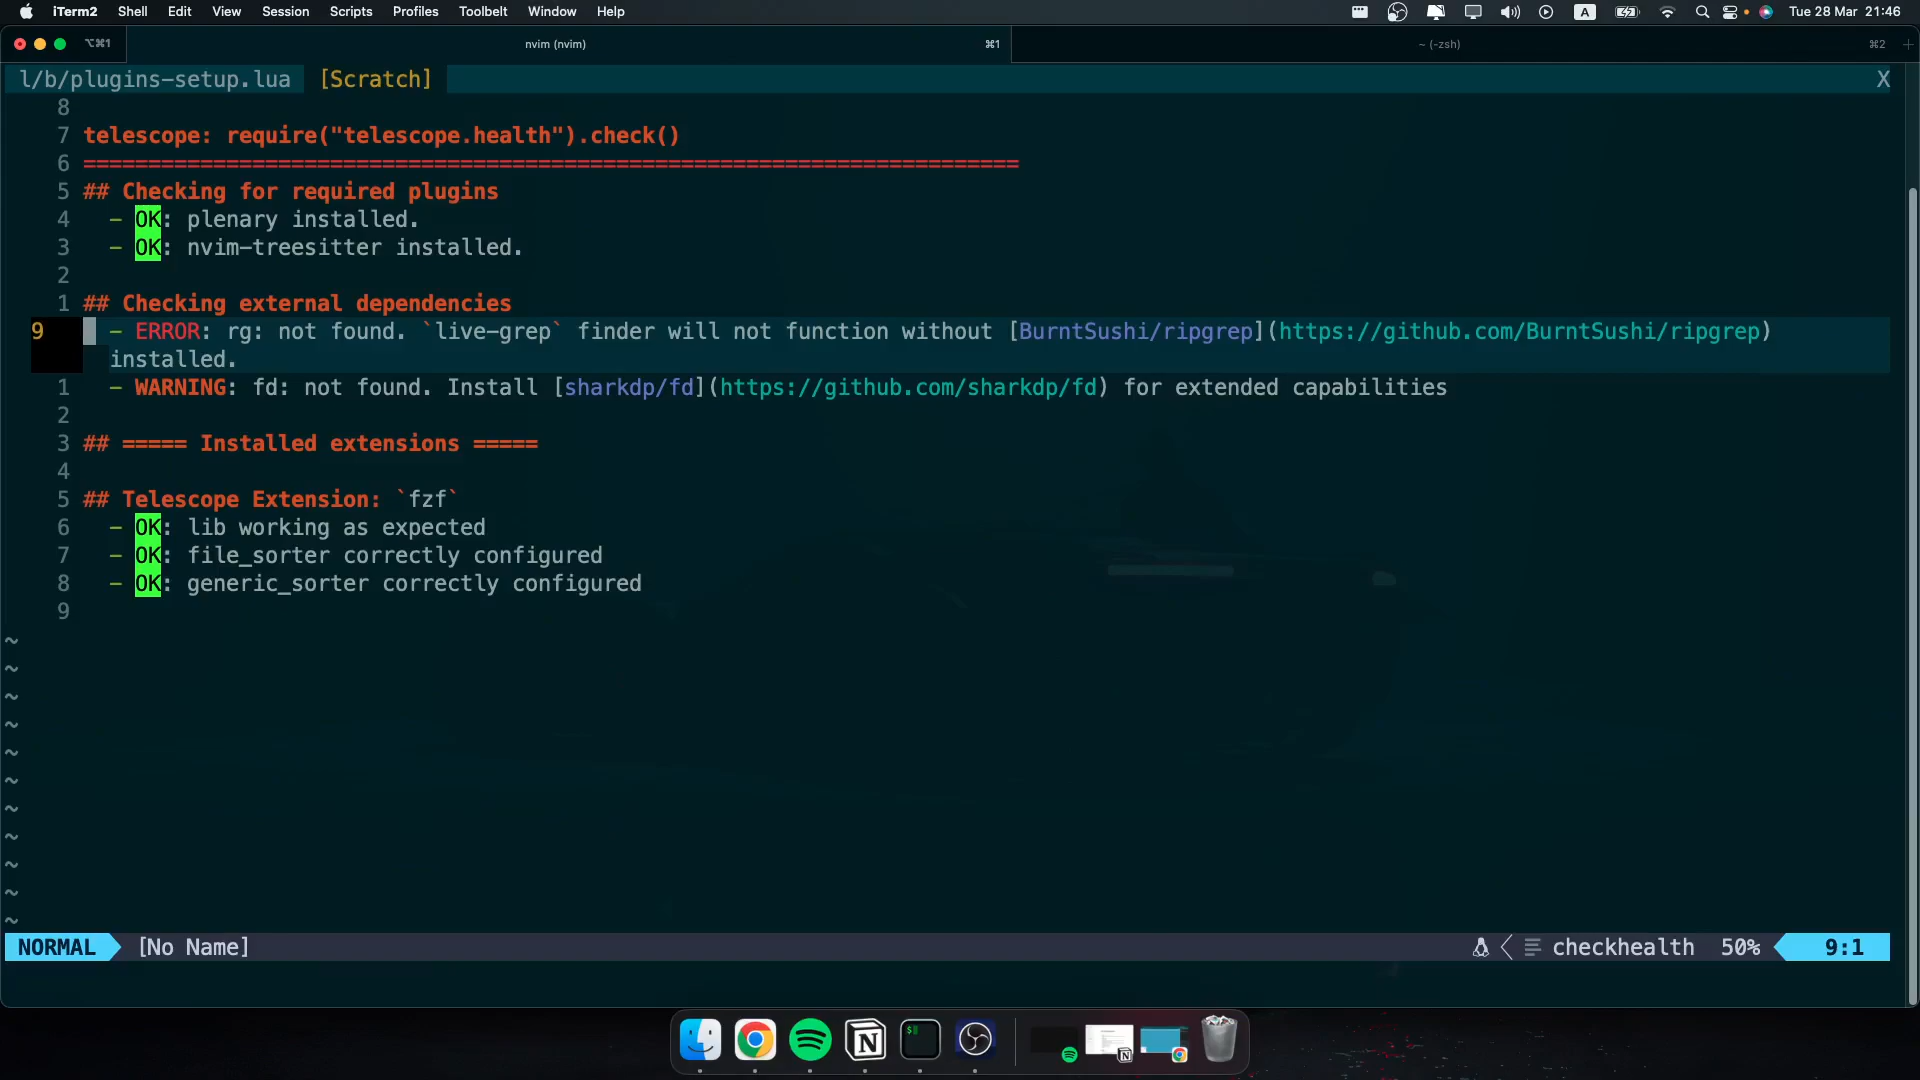 iTerm2 Shell Edit View Session Scripts Profiles Toolbelt Window Help A Tue 28 Mar 21:46
⌥⌘1 nvim (nvim) ⌘1 ~ (-zsh) ⌘2 +
l/b/plugins-setup.lua [Scratch] X
8
7 telescope: require("telescope.health").check()
6 ========================================================================
5 ## Checking for required plugins
4 - OK: plenary installed.
3 - OK: nvim-treesitter installed.
2
1 ## Checking external dependencies
9 - ERROR: rg: not found. `live-grep` finder will not function without [BurntSushi/ripgrep](https://github.com/BurntSushi/ripgrep)
installed.
1 - WARNING: fd: not found. Install [sharkdp/fd](https://github.com/sharkdp/fd) for extended capabilities
2
3 ## ===== Installed extensions =====
4
5 ## Telescope Extension: `fzf`
6 - OK: lib working as expected
7 - OK: file_sorter correctly configured
8 - OK: generic_sorter correctly configured
9
~
~
~
~
~
~
~
~
~
~
~
NORMAL [No Name] checkhealth 50% 9:1